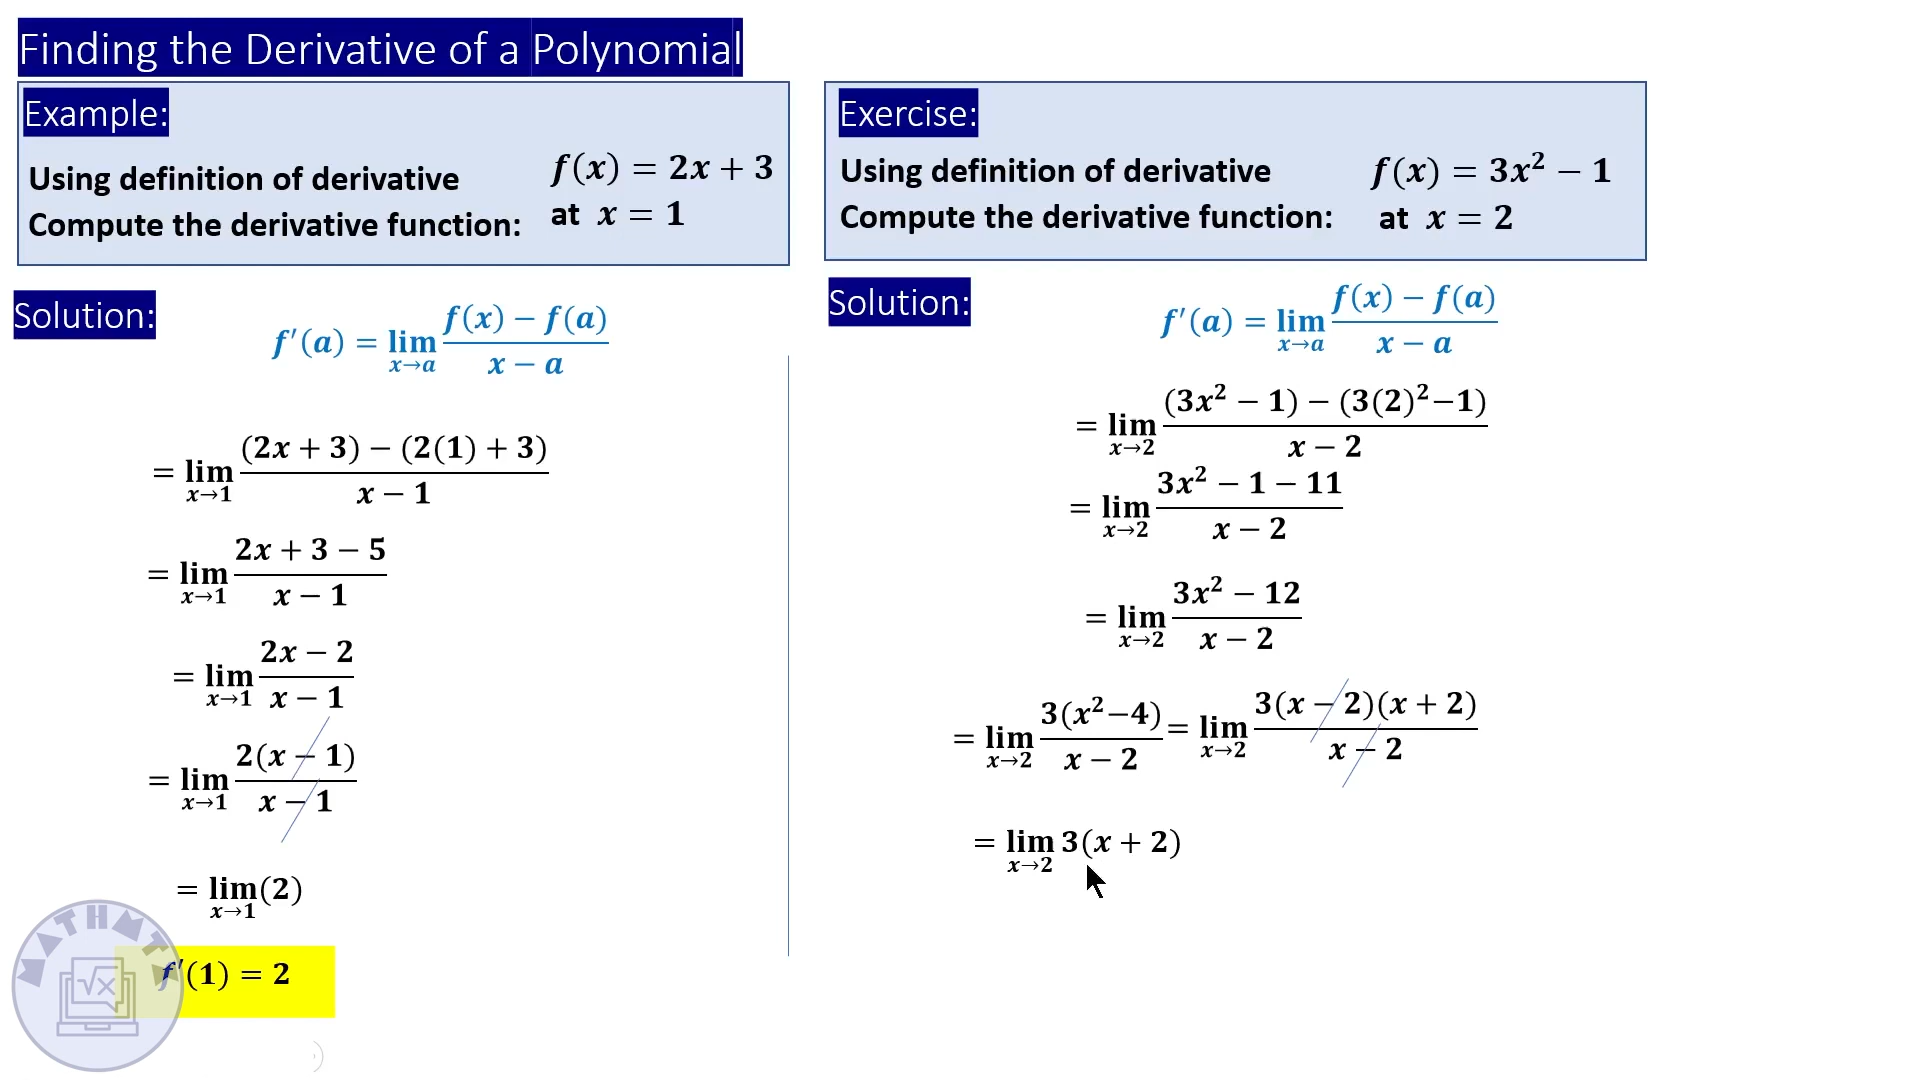 Finding the Derivative of a Polynomial
Example:
Using definition of derivative f(x) = 2x + 3
Compute the derivative function: at x = 1
Solution:
f′(a) = lim x→a (f(x) − f(a))/(x − a)
= lim x→1 ((2x + 3) − (2(1) + 3))/(x − 1)
= lim x→1 (2x + 3 − 5)/(x − 1)
= lim x→1 (2x − 2)/(x − 1)
= lim x→1 2(x − 1)/(x − 1)
= lim x→1 (2)
f′(1) = 2
MATHMTX
√x
Exercise:
Using definition of derivative f(x) = 3x² − 1
Compute the derivative function: at x = 2
Solution:
f′(a) = lim x→a (f(x) − f(a))/(x − a)
= lim x→2 ((3x² − 1) − (3(2)²−1))/(x − 2)
= lim x→2 (3x² − 1 − 11)/(x − 2)
= lim x→2 (3x² − 12)/(x − 2)
= lim x→2 3(x²−4)/(x − 2) = lim x→2 3(x − 2)(x + 2)/(x − 2)
= lim x→2 3(x + 2)